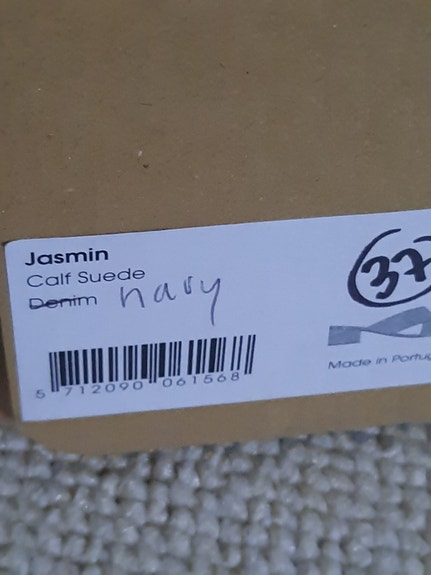 Jasmin
Calf Suede
Denim navy
37
5 712090 061568
Made in Portug